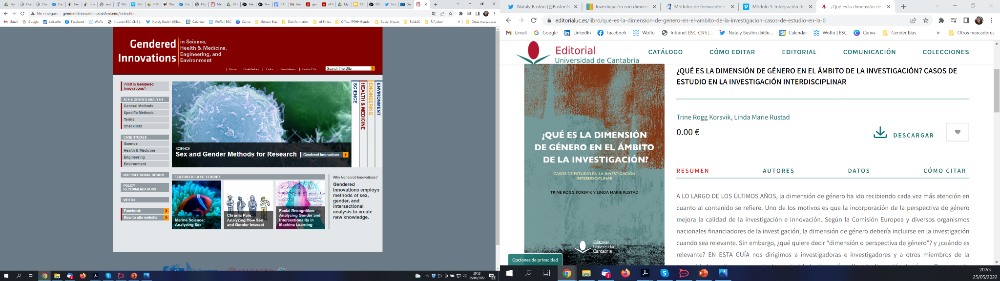 My
Ove
Ove
Cisc
Ger
Inte
gen
s41
My
ES_
BSC
Not
Ger
No es seguro | genderedinnovations.stanford.edu/index.html
Gmail
Google
LinkedIn
Facebook
Woffu
Intranet BSC-CNS |...
Nataly Buslón (@Bu...
Calendar
Woffu | BSC
Canva
Gender Bias
Disinformation
AI Ethics
Officer RRHH Gender
Social Impact
FairLAC
R Python
»
Otros marcadores
Gendered
Innovations
in Science,
Health & Medicine,
Engineering, and
Environment
Home
Contributors
Links
Translations
Contact Us
Search The Site
What is Gendered
Innovations?
SEX & GENDER ANALYSIS
General Methods
Specific Methods
Terms
Checklists
CASE STUDIES
Science
Health & Medicine
Engineering
Environment
INTERSECTIONAL DESIGN
POLICY
RECOMMENDATIONS
VIDEOS
Facebook
How to cite website
SCIENCE
Sex and Gender Methods for Research
Gendered Innovations
SCIENCE
HEALTH & MEDICINE
ENGINEERING
ENVIRONMENT
FEATURED CASE STUDIES
Marine Science:
Analyzing Sex
Chronic Pain:
Analyzing How Sex
and Gender Interact
Facial Recognition:
Analyzing Gender and
Intersectionality in
Machine Learning
Why Gendered Innovations?
Gendered
Innovations employs
methods of sex,
gender, and
intersectional
analysis to create
new knowledge.
STANFORD
20:53
25/05/2022
Nataly Buslón (@BuslonN
Investigación con dimensi
Módulos de formación e-
Módulo 5: Integración de
¿Qué es la dimensión de
editorialuc.es/libro/que-es-la-dimension-de-genero-en-el-ambito-de-la-investigacion-casos-de-estudio-en-la-0
Gmail
Google
LinkedIn
Facebook
Woffu
Intranet BSC-CNS |...
Nataly Buslón (@Bu...
Calendar
Woffu | BSC
Canva
Gender Bias
»
Otros marcadores
Editorial
Universidad de Cantabria
CATÁLOGO
CÓMO EDITAR
EDITORIAL
COMUNICACIÓN
COLECCIONES
¿QUÉ ES LA DIMENSIÓN
DE GÉNERO EN EL ÁMBITO
DE LA INVESTIGACIÓN?
CASOS DE ESTUDIO EN LA INVESTIGACIÓN
INTERDISCIPLINAR
TRINE ROGG KORSVIK Y LINDA MARIE RUSTAD
Editorial
Universidad
Cantabria
Opciones de privacidad
¿QUÉ ES LA DIMENSIÓN DE GÉNERO EN EL ÁMBITO DE LA INVESTIGACIÓN? CASOS DE
ESTUDIO EN LA INVESTIGACIÓN INTERDISCIPLINAR
Trine Rogg Korsvik, Linda Marie Rustad
0.00 €
DESCARGAR
RESUMEN
AUTORES
DATOS
CÓMO CITAR
A LO LARGO DE LOS ÚLTIMOS AÑOS, la dimensión de género ha ido recibiendo cada vez más atención en
cuanto al contenido se refiere. Uno de los motivos es que la incorporación de la perspectiva de género
mejora la calidad de la investigación e innovación. Según la Comisión Europea y diversos organismos
nacionales financiadores de la investigación, la dimensión de género debería incluirse en la investigación
cuando sea relevante. Sin embargo, ¿qué quiere decir “dimensión o perspectiva de género”? y ¿cuándo es
relevante? EN ESTA GUÍA nos dirigimos a investigadoras e investigadores y a otros miembros de la
20:53
25/05/2022